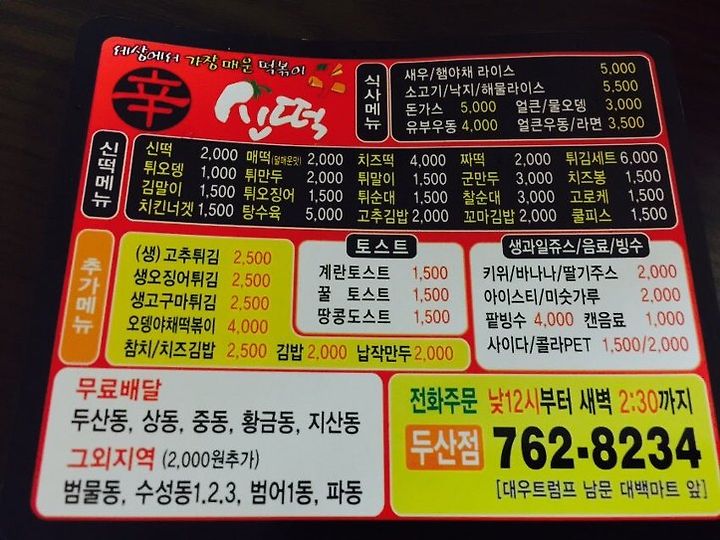 세상에서 가장 매운 떡볶이
辛 신떡
식사메뉴
새우/햄야채 라이스 5,000
소고기/낙지/해물라이스 5,500
돈가스 5,000 얼큰/물오뎅 3,000
유부우동 4,000 얼큰우동/라면 3,500
신떡메뉴
신떡 2,000 매떡(덜매운맛) 2,000 치즈떡 4,000 짜떡 2,000 튀김세트 6,000
튀오뎅 1,000 튀만두 2,000 튀말이 1,500 군만두 3,000 치즈봉 1,500
김말이 1,500 튀오징어 1,500 튀순대 1,500 찰순대 3,000 고로케 1,500
치킨너겟 1,500 탕수육 5,000 고추김밥 2,000 꼬마김밥 2,000 쿨피스 1,500
추가메뉴
(생) 고추튀김 2,500
생오징어튀김 2,500
생고구마튀김 2,500
오뎅야채떡볶이 4,000
참치/치즈김밥 2,500 김밥 2,000 납작만두 2,000
토스트
계란토스트 1,500
꿀 토스트 1,500
땅콩도스트 1,500
생과일쥬스/음료/빙수
키위/바나나/딸기주스 2,000
아이스티/미숫가루 2,000
팥빙수 4,000 캔음료 1,000
사이다/콜라PET 1,500/2,000
무료배달
두산동, 상동, 중동, 황금동, 지산동
그외지역 (2,000원추가)
범물동, 수성동1.2.3, 범어1동, 파동
전화주문 낮12시부터 새벽 2:30까지
두산점 762-8234
[대우트럼프 남문 대백마트 앞]